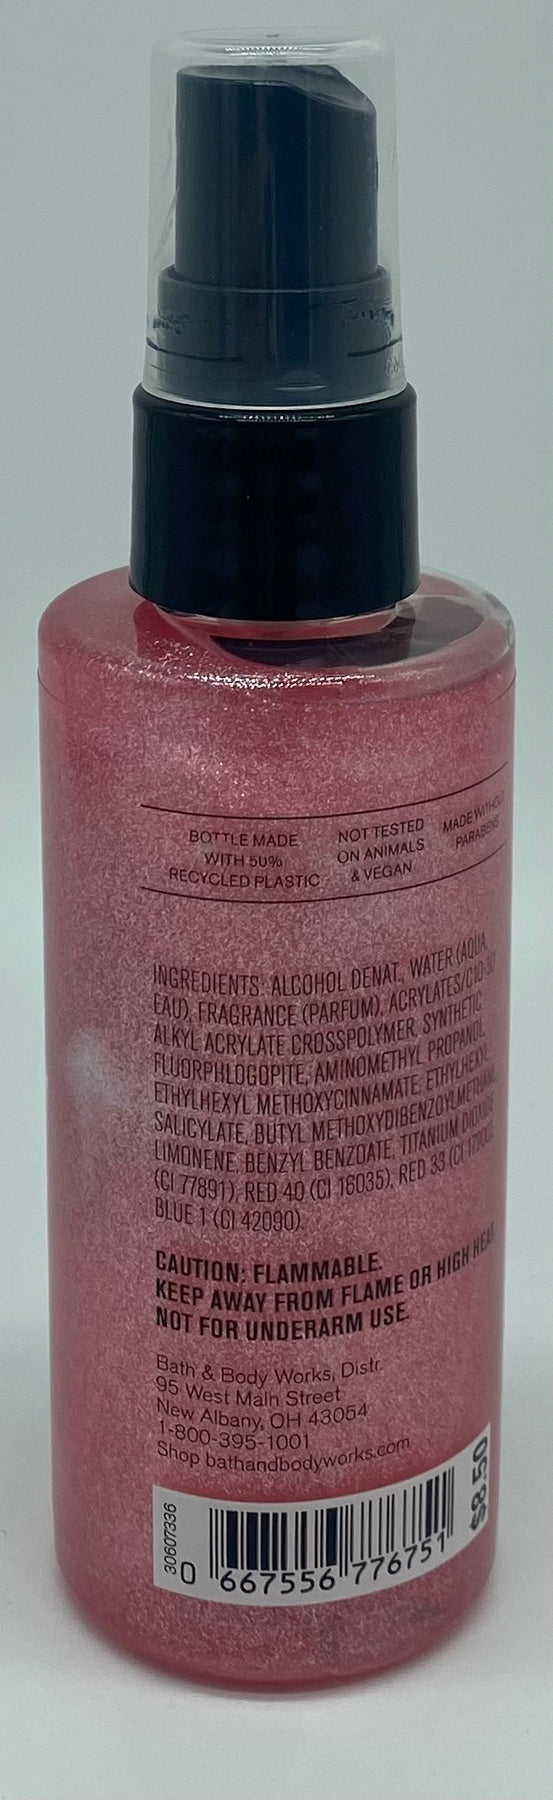 BOTTLE MADE
WITH 50%
RECYCLED PLASTIC
NOT TESTED
ON ANIMALS
& VEGAN
MADE WITHOUT
PARABENS
INGREDIENTS: ALCOHOL DENAT., WATER (AQUA,
EAU), FRAGRANCE (PARFUM), ACRYLATES/C10-30
ALKYL ACRYLATE CROSSPOLYMER, SYNTHETIC
FLUORPHLOGOPITE, AMINOMETHYL PROPANOL,
ETHYLHEXYL METHOXYCINNAMATE, ETHYLHEXYL
SALICYLATE, BUTYL METHOXYDIBENZOYLMETHANE,
LIMONENE, BENZYL BENZOATE, TITANIUM DIOXIDE
(CI 77891), RED 40 (CI 16035), RED 33 (CI 17200),
BLUE 1 (CI 42090).
CAUTION: FLAMMABLE.
KEEP AWAY FROM FLAME OR HIGH HEAT.
NOT FOR UNDERARM USE.
Bath & Body Works, Distr.
95 West Main Street
New Albany, OH 43054
1-800-395-1001
Shop bathandbodyworks.com
30607336
$8.50
0 667556 776751